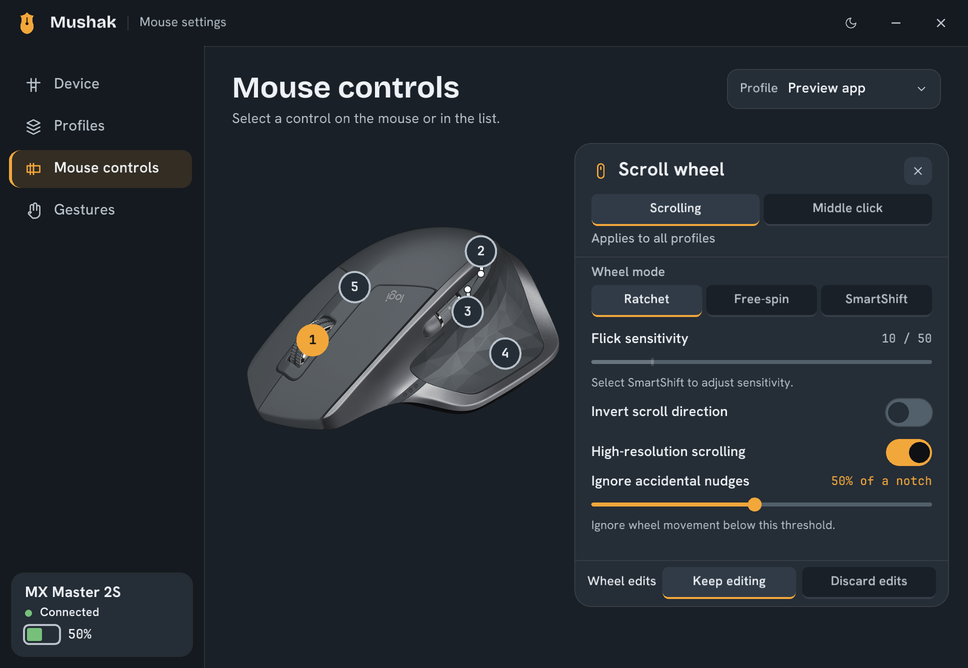 Mushak
Mouse settings
Device
Profiles
Mouse controls
Gestures
MX Master 2S
Connected
50%
Mouse controls
Select a control on the mouse or in the list.
Profile Preview app
1
2
3
4
5
logi
Scroll wheel
Scrolling Middle click
Applies to all profiles
Wheel mode
Ratchet Free-spin SmartShift
Flick sensitivity 10 / 50
Select SmartShift to adjust sensitivity.
Invert scroll direction
High-resolution scrolling
Ignore accidental nudges 50% of a notch
Ignore wheel movement below this threshold.
Wheel edits Keep editing Discard edits